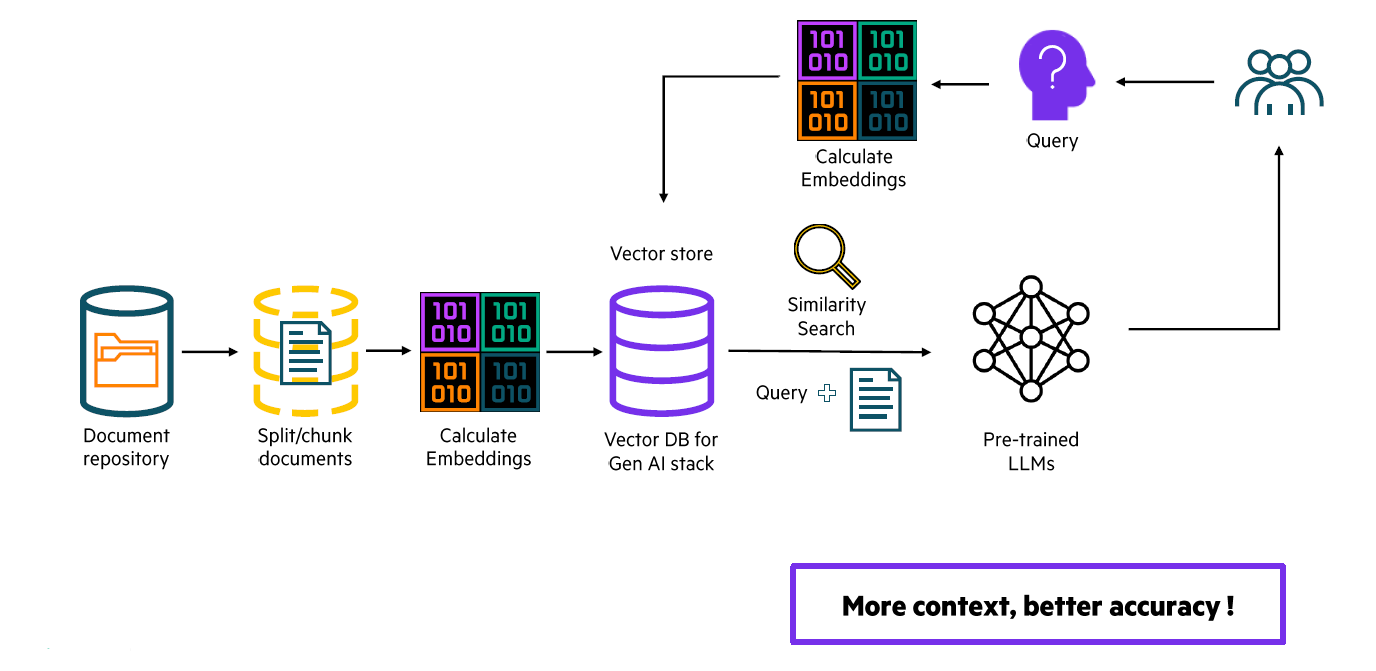 101 101
010 010
101 101
010 010
Calculate
Embeddings
?
Query
Vector store
Similarity
Search
101 101
010 010
101 101
010 010
Query
Document
repository
Split/chunk
documents
Calculate
Embeddings
Vector DB for
Gen AI stack
Pre-trained
LLMs
More context, better accuracy !